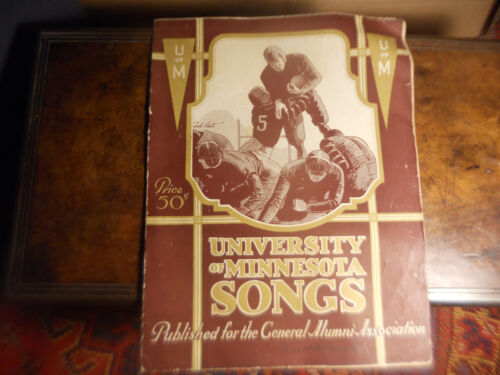 U
OF
M
U
OF
M
5
Price
50¢
UNIVERSITY
OF MINNESOTA
SONGS
Published for the General Alumni Association